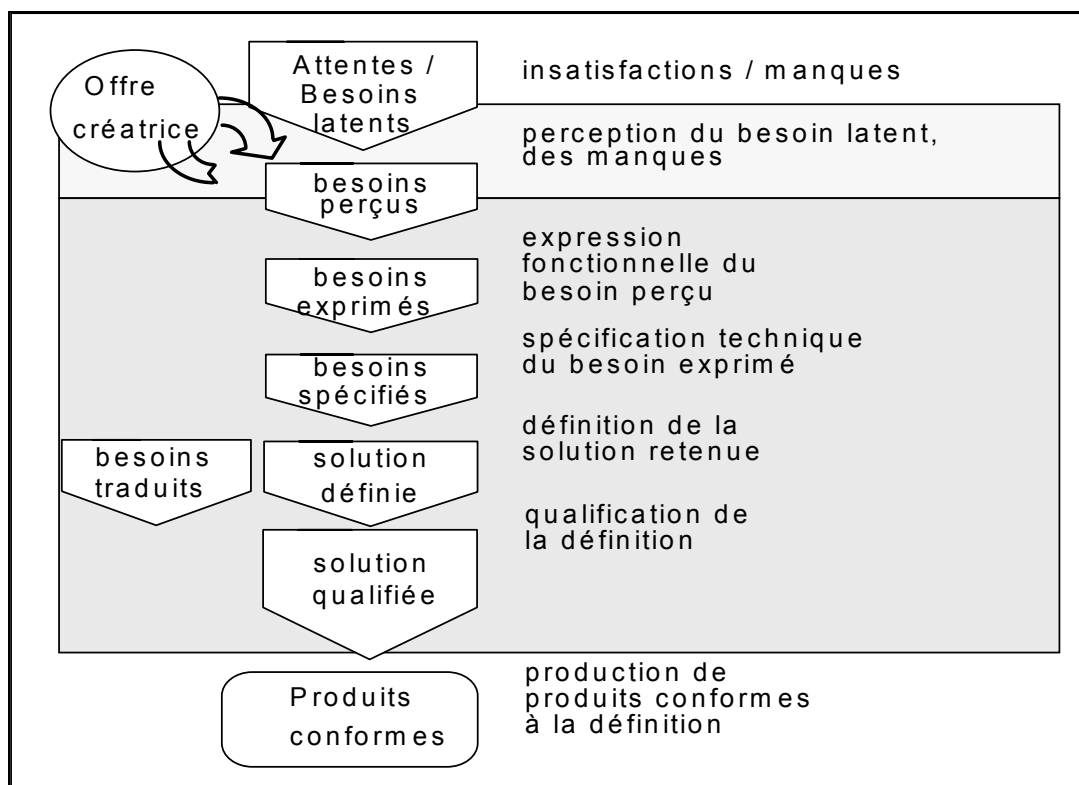 Offre
créatrice
Attentes /
Besoins
latents
insatisfactions / manques
perception du besoin latent,
des manques
besoins
perçus
expression
fonctionnelle du
besoin perçu
besoins
exprimés
spécification technique
du besoin exprimé
besoins
spécifiés
définition de la
solution retenue
besoins
traduits
solution
définie
qualification de
la définition
solution
qualifiée
production de
produits conformes
à la définition
Produits
conformes